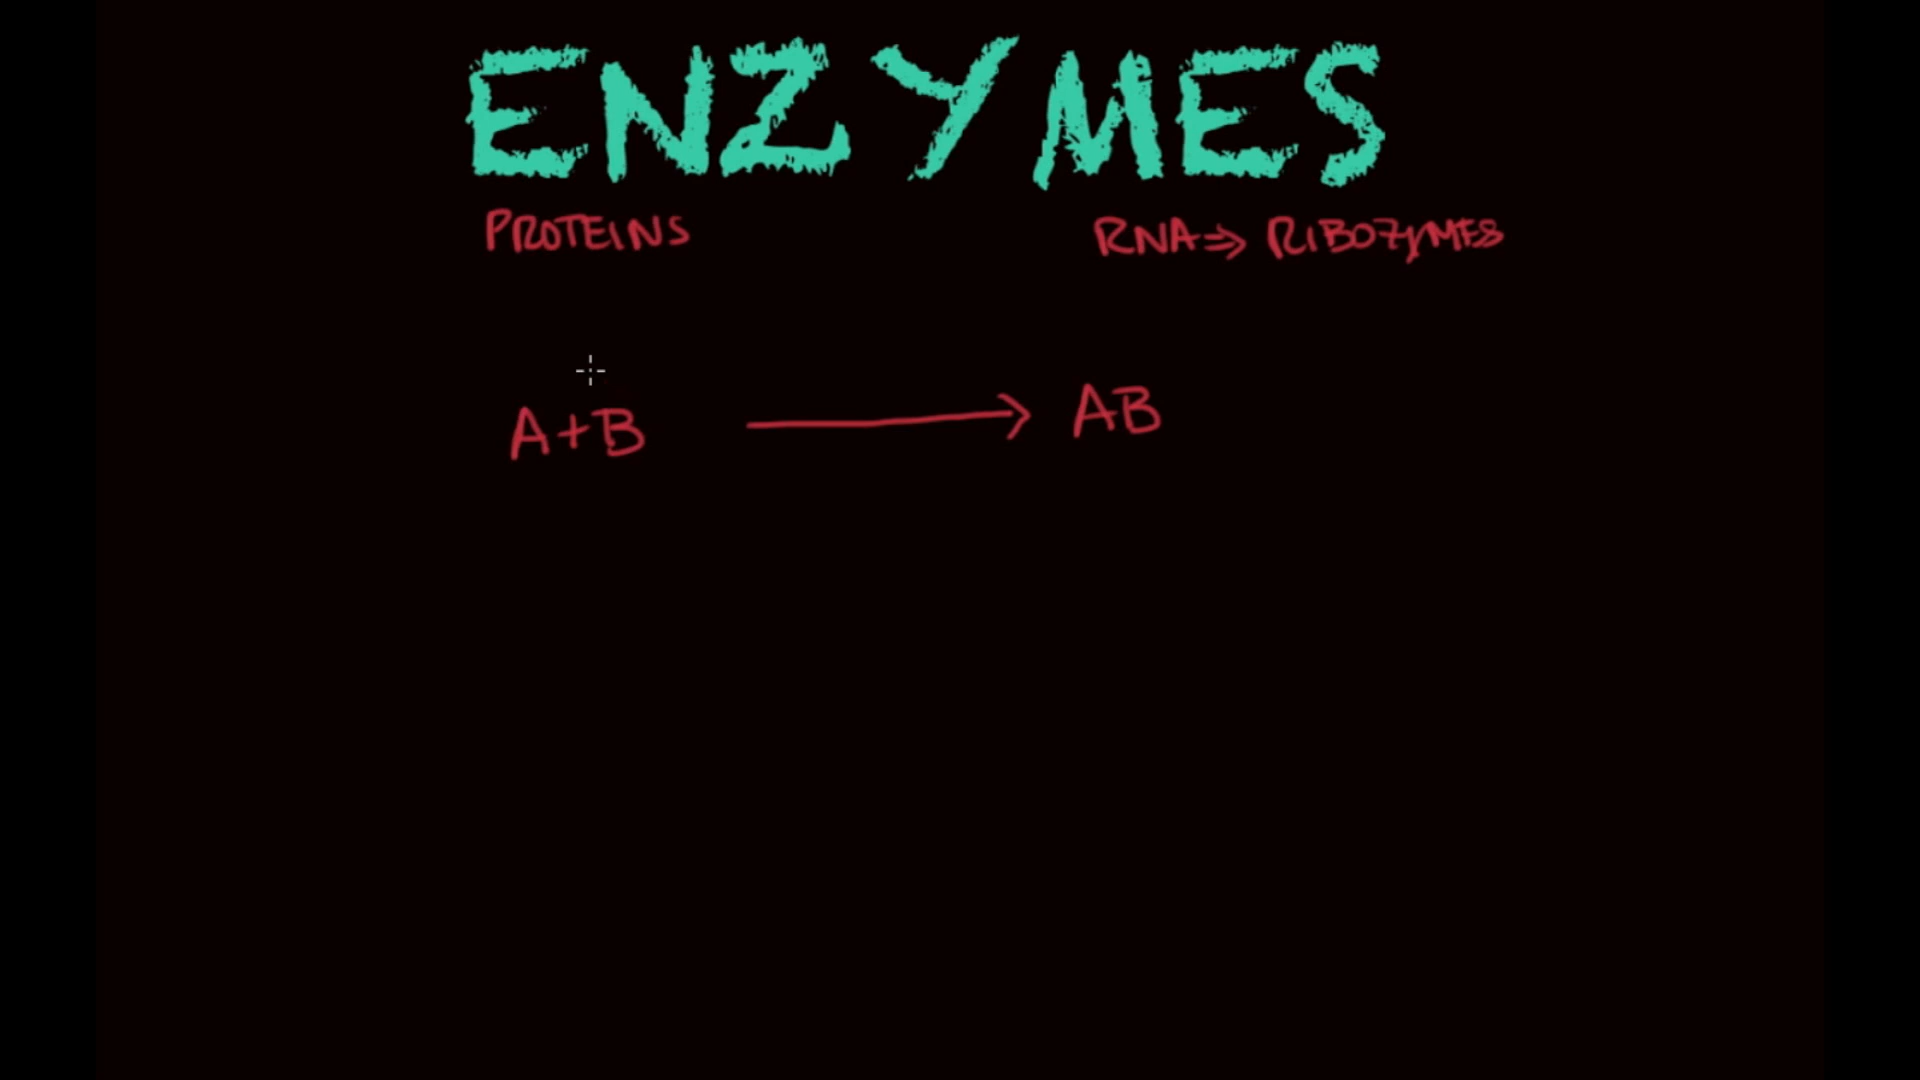 ENZYMES
PROTEINS RNA⇒ RIBOZYMES
A+B → AB